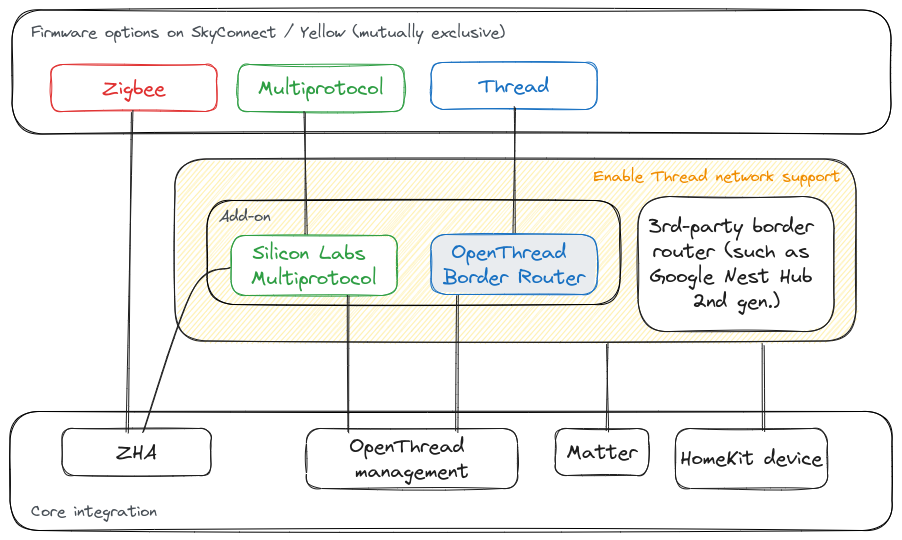 Firmware options on SkyConnect / Yellow (mutually exclusive)
Zigbee
Multiprotocol
Thread
Enable Thread network support
Add-on
Silicon Labs
Multiprotocol
OpenThread
Border Router
3rd-party border
router (such as
Google Nest Hub
2nd gen.)
ZHA
OpenThread
management
Matter
HomeKit device
Core integration